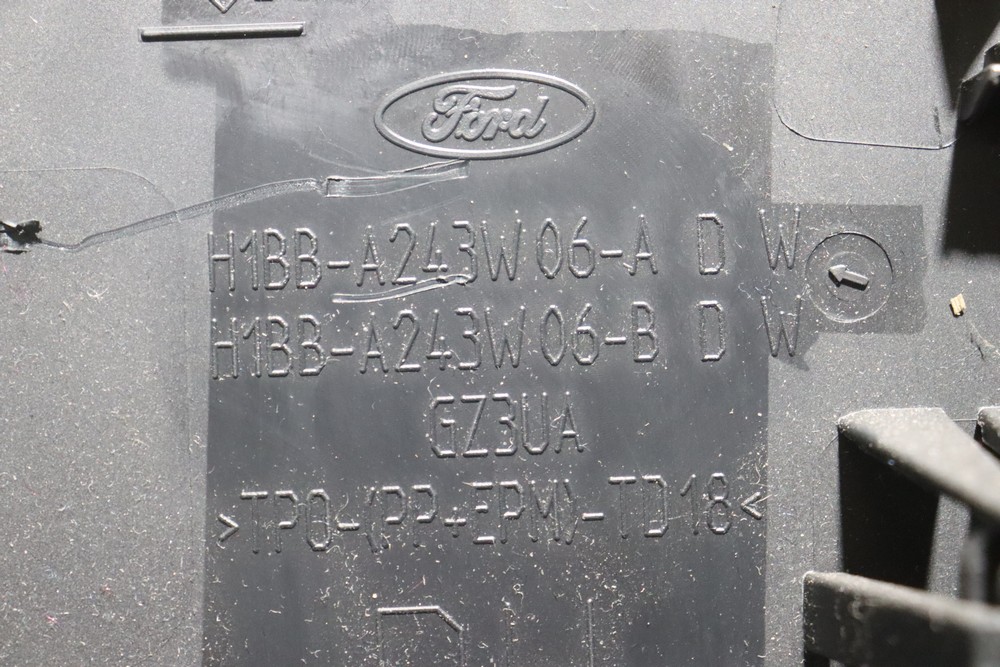 Ford
H1BB-A243W06-A D W
H1BB-A243W06-B D W
GZ3UA
>TPO-(PP+EPM)-TD18<